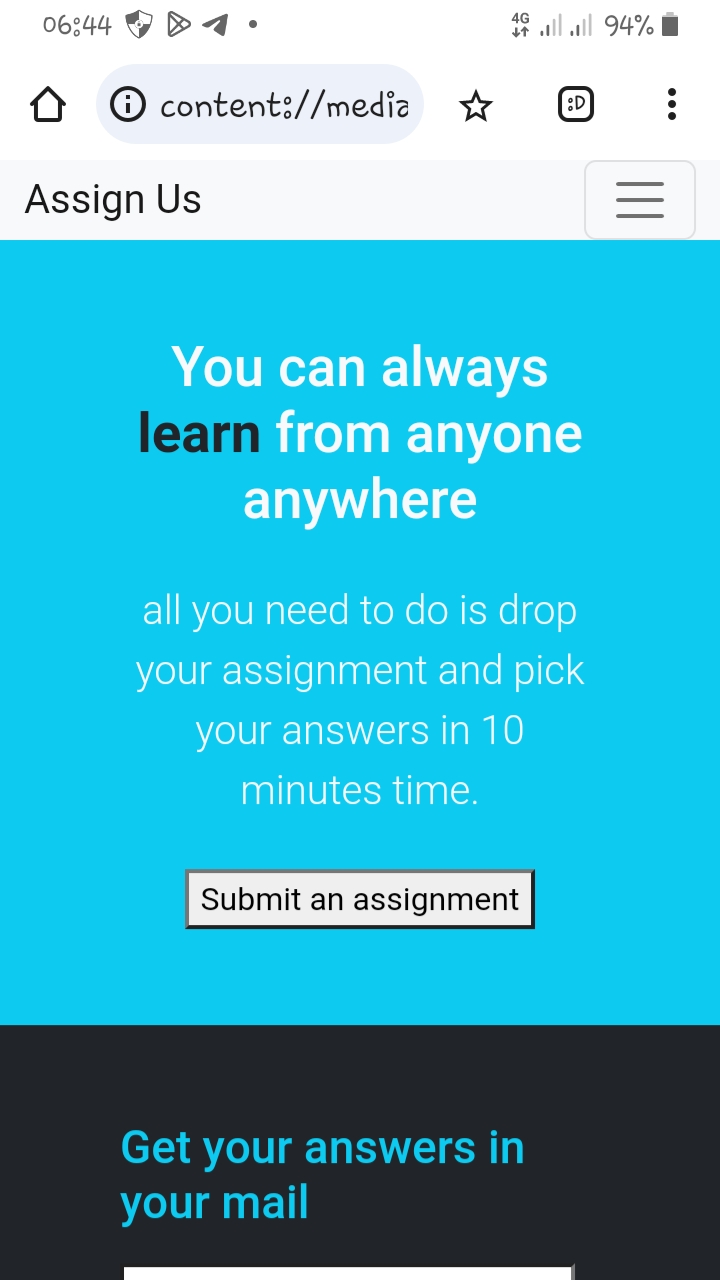 06:44 4G 94%
content://media :D
Assign Us
You can always
learn from anyone
anywhere
all you need to do is drop
your assignment and pick
your answers in 10
minutes time.
Submit an assignment
Get your answers in
your mail